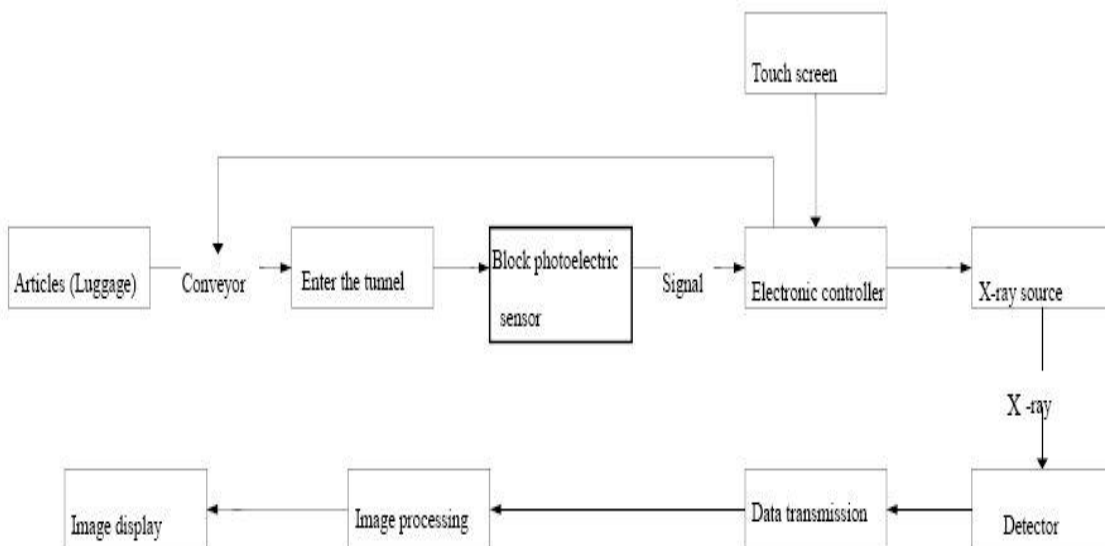 Touch screen
Articles (Luggage)
Conveyor
Enter the tunnel
Block photoelectric
sensor
Signal
Electronic controller
X-ray source
X -ray
Image display
Image processing
Data transmission
Detector